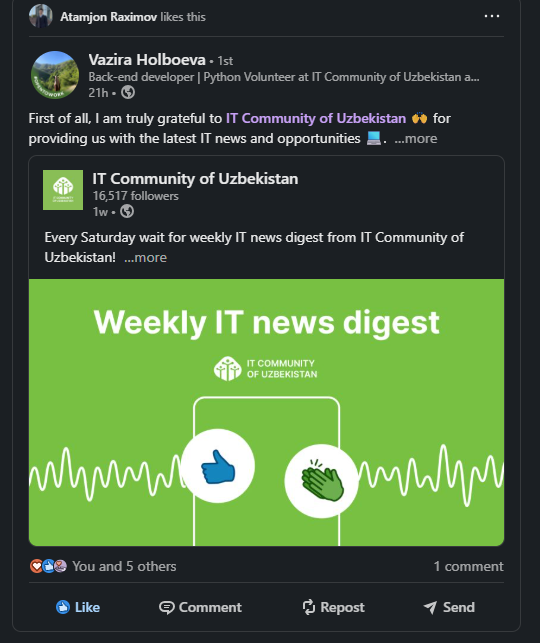 Atamjon Raximov likes this
Vazira Holboeva • 1st
Back-end developer | Python Volunteer at IT Community of Uzbekistan a...
21h •
First of all, I am truly grateful to IT Community of Uzbekistan 🙌 for
providing us with the latest IT news and opportunities 💻. ...more
IT COMMUNITY
OF UZBEKISTAN
IT Community of Uzbekistan
16,517 followers
1w •
Every Saturday wait for weekly IT news digest from IT Community of
Uzbekistan! ...more
Weekly IT news digest
IT COMMUNITY
OF UZBEKISTAN
You and 5 others
1 comment
Like
Comment
Repost
Send